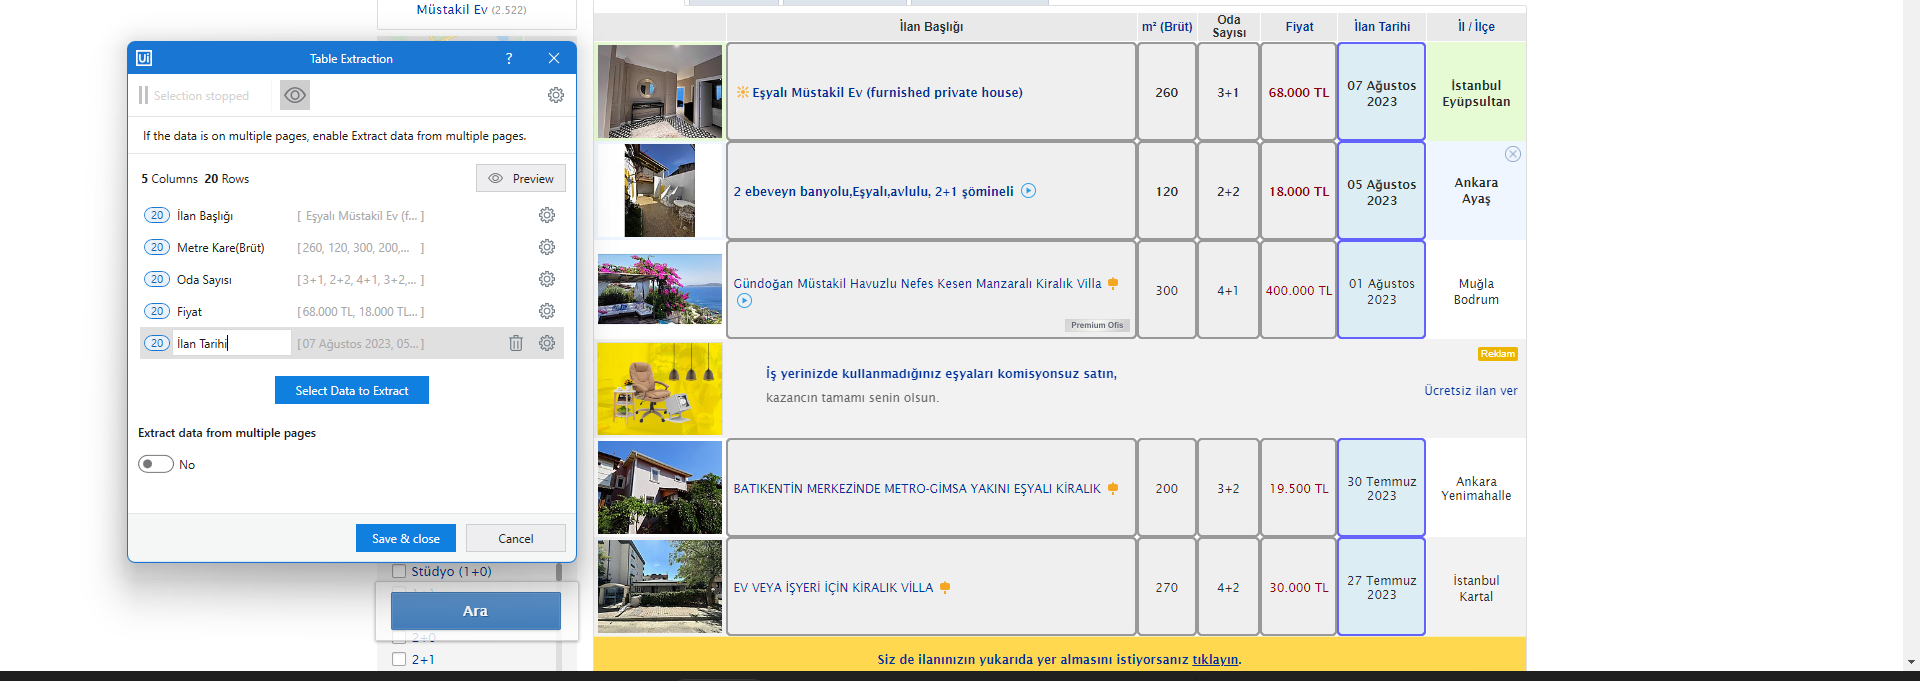 Müstakil Ev (2.522)
Ui
Table Extraction
?
Selection stopped
If the data is on multiple pages, enable Extract data from multiple pages.
5 Columns 20 Rows
Preview
20 İlan Başlığı [ Eşyalı Müstakil Ev (f... ]
20 Metre Kare(Brüt) [260, 120, 300, 200,... ]
20 Oda Sayısı [3+1, 2+2, 4+1, 3+2,... ]
20 Fiyat [68.000 TL, 18.000 TL... ]
20 İlan Tarihi [07 Ağustos 2023, 05... ]
Select Data to Extract
Extract data from multiple pages
No
Save & close
Cancel
Stüdyo (1+0)
Ara
2+0
2+1
İlan Başlığı
m² (Brüt)
Oda
Sayısı
Fiyat
İlan Tarihi
İl / İlçe
Eşyalı Müstakil Ev (furnished private house)
260
3+1
68.000 TL
07 Ağustos
2023
İstanbul
Eyüpsultan
2 ebeveyn banyolu,Eşyalı,avlulu, 2+1 şömineli
120
2+2
18.000 TL
05 Ağustos
2023
Ankara
Ayaş
Gündoğan Müstakil Havuzlu Nefes Kesen Manzaralı Kiralık Villa
Premium Ofis
300
4+1
400.000 TL
01 Ağustos
2023
Muğla
Bodrum
İş yerinizde kullanmadığınız eşyaları komisyonsuz satın,
kazancın tamamı senin olsun.
Reklam
Ücretsiz ilan ver
BATIKENTİN MERKEZİNDE METRO-GİMSA YAKINI EŞYALI KİRALIK
200
3+2
19.500 TL
30 Temmuz
2023
Ankara
Yenimahalle
EV VEYA İŞYERİ İÇİN KİRALIK VİLLA
270
4+2
30.000 TL
27 Temmuz
2023
İstanbul
Kartal
Siz de ilanınızın yukarıda yer almasını istiyorsanız tıklayın.